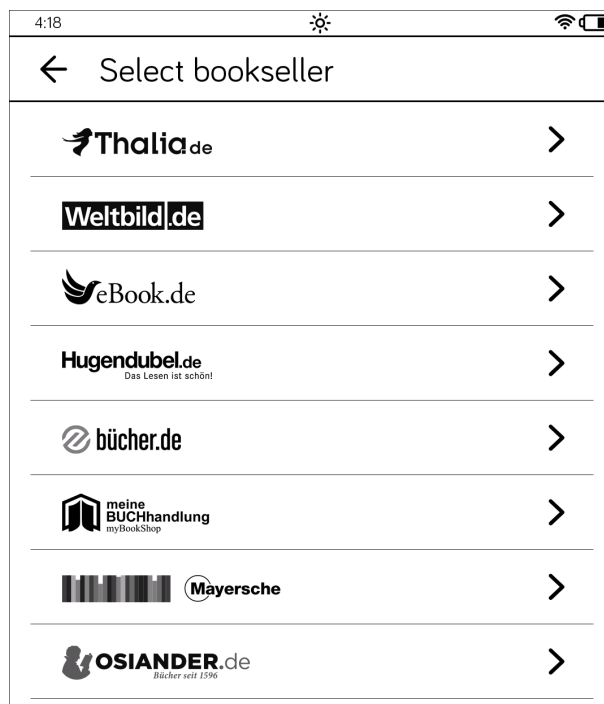 4:18
Select bookseller
Thalia.de
Weltbild.de
eBook.de
Hugendubel.de
Das Lesen ist schön!
bücher.de
meine
BUCHhandlung
myBookShop
Mayersche
OSIANDER.de
Bücher seit 1596